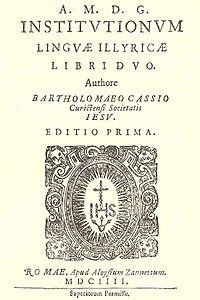 A. M. D. G.
INSTITVTIONVM
LINGVÆ ILLYRICÆ
LIBRI DVO.
Authore
BARTHOLOMAEO CASSIO
Curictensi Societatis
IESV.
EDITIO PRIMA.
IHS
ROMAE, Apud Aloysium Zannettum.
MDCIIII.
Superiorum Permissu.